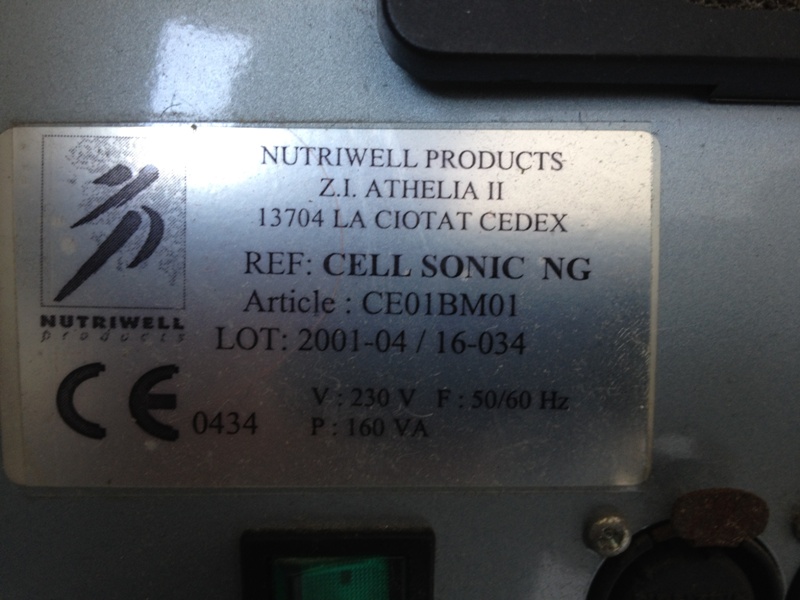 NUTRIWELL PRODUCTS
Z.I. ATHELIA II
13704 LA CIOTAT CEDEX
REF: CELL SONIC NG
Article : CE01BM01
LOT: 2001-04 / 16-034
NUTRIWELL
products
CE 0434
V : 230 V F : 50/60 Hz
P : 160 VA